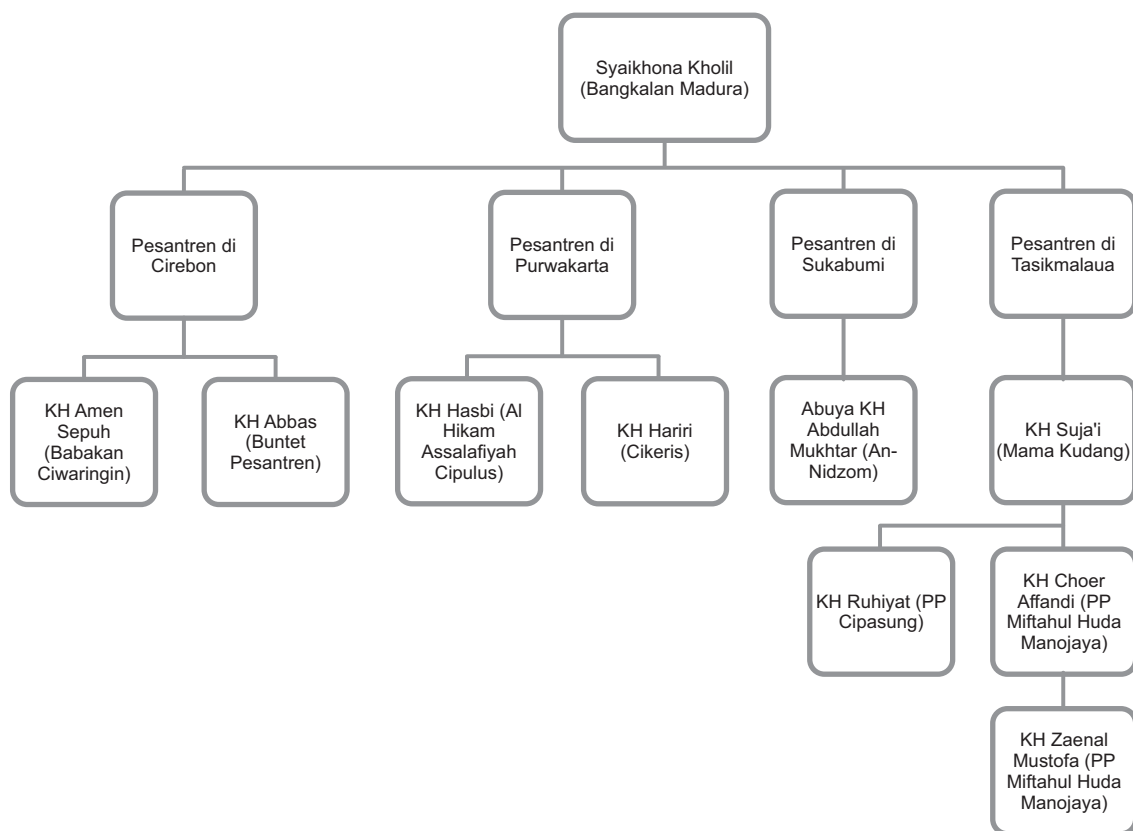 Syaikhona Kholil
(Bangkalan Madura)
Pesantren di
Cirebon
Pesantren di
Purwakarta
Pesantren di
Sukabumi
Pesantren di
Tasikmalaua
KH Amen
Sepuh
(Babakan
Ciwaringin)
KH Abbas
(Buntet
Pesantren)
KH Hasbi (Al
Hikam
Assalafiyah
Cipulus)
KH Hariri
(Cikeris)
Abuya KH
Abdullah
Mukhtar (An-
Nidzom)
KH Suja'i
(Mama Kudang)
KH Ruhiyat (PP
Cipasung)
KH Choer
Affandi (PP
Miftahul Huda
Manojaya)
KH Zaenal
Mustofa (PP
Miftahul Huda
Manojaya)